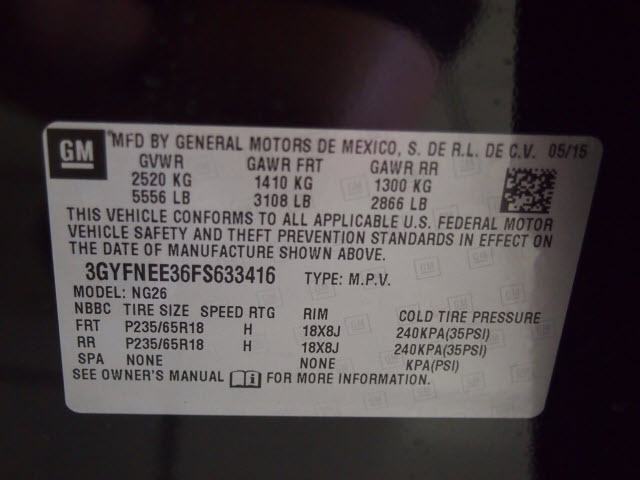 GM MFD BY GENERAL MOTORS DE MEXICO, S. DE R.L. DE C.V. 05/15
GVWR GAWR FRT GAWR RR
2520 KG 1410 KG 1300 KG
5556 LB 3108 LB 2866 LB
THIS VEHICLE CONFORMS TO ALL APPLICABLE U.S. FEDERAL MOTOR
VEHICLE SAFETY AND THEFT PREVENTION STANDARDS IN EFFECT ON
THE DATE OF MANUFACTURE SHOWN ABOVE.
3GYFNEE36FS633416 TYPE: M.P.V.
MODEL: NG26
NBBC TIRE SIZE SPEED RTG RIM COLD TIRE PRESSURE
FRT P235/65R18 H 18X8J 240KPA(35PSI)
RR P235/65R18 H 18X8J 240KPA(35PSI)
SPA NONE NONE KPA(PSI)
SEE OWNER'S MANUAL FOR MORE INFORMATION.